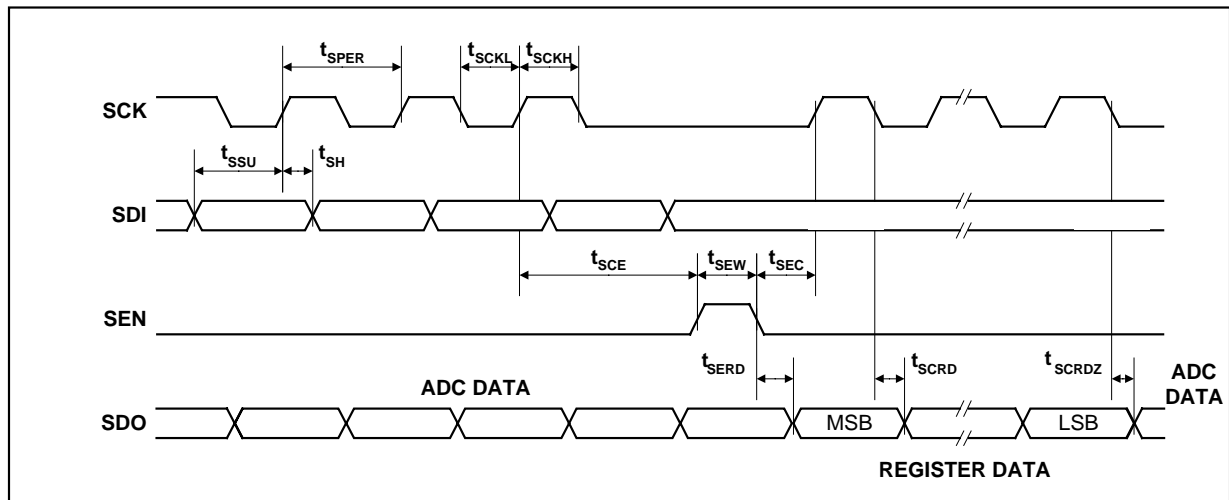 tSPER
tSCKL
tSCKH
SCK
tSSU
tSH
SDI
tSCE
tSEW
tSEC
SEN
tSERD
tSCRD
tSCRDZ
ADC DATA
ADC
DATA
SDO
MSB
LSB
REGISTER DATA